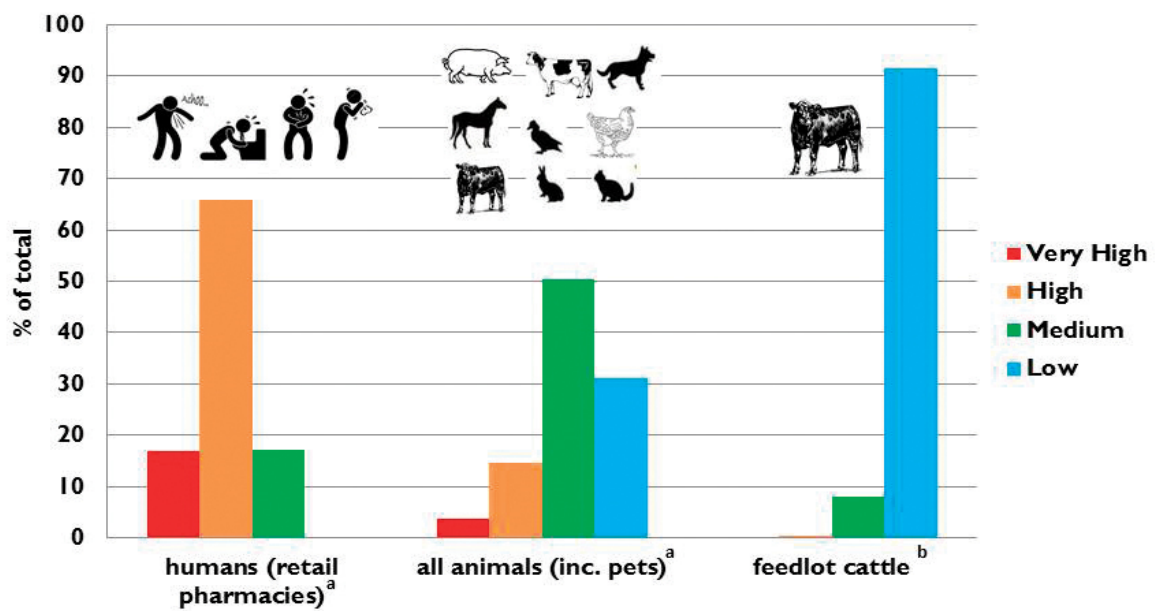 100
90
80
70
60
50
40
30
20
10
0
% of total
Achoo...
Very High
High
Medium
Low
humans (retail
pharmacies)a
all animals (inc. pets)a
feedlot cattle b